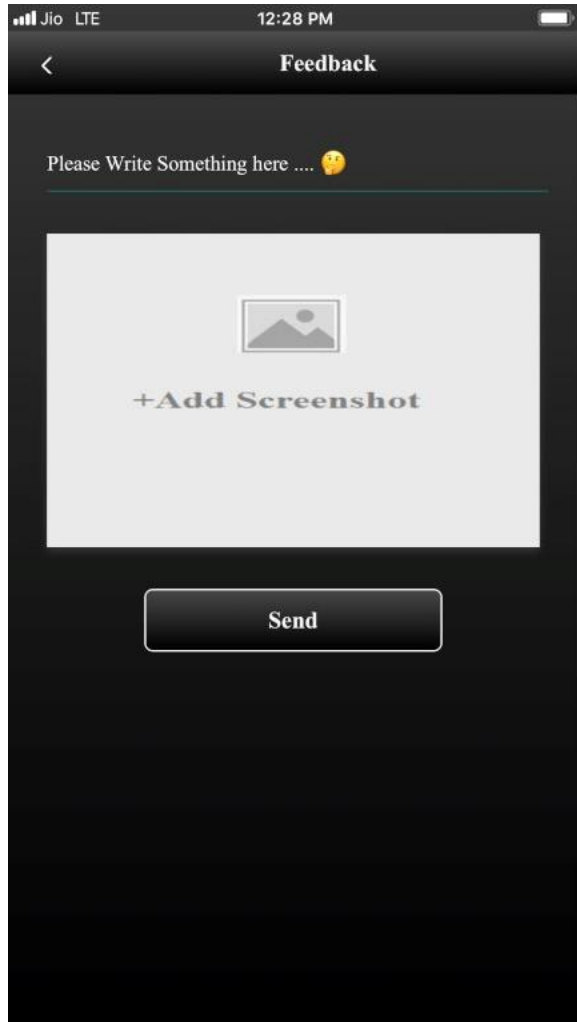 Jio LTE 12:28 PM
Feedback
Please Write Something here .... 🤔
+Add Screenshot
Send